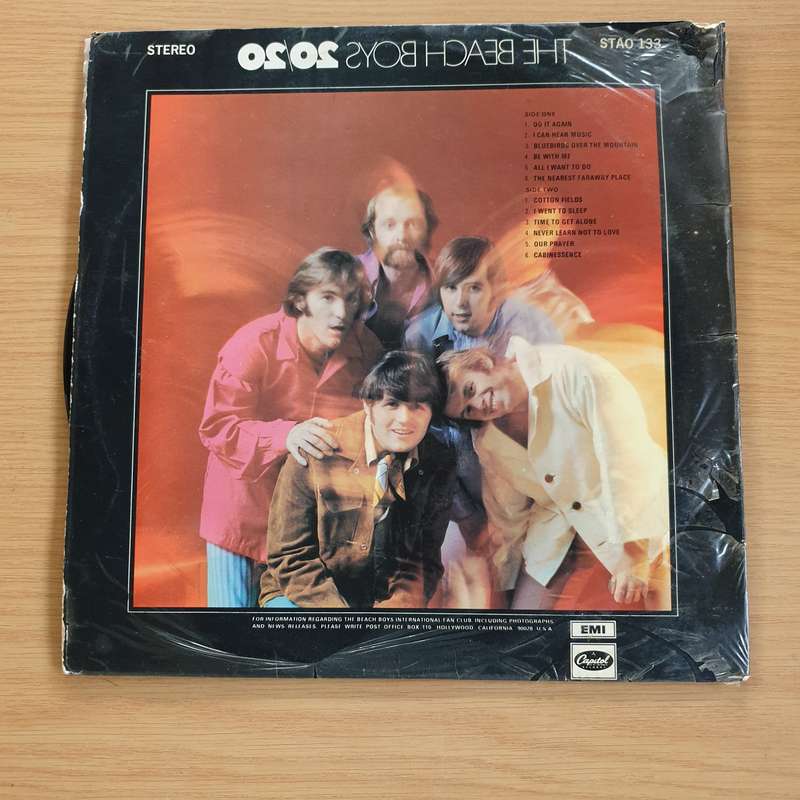 STEREO THE BEACH BOYS 20/20 STAO 133
SIDE ONE
1. DO IT AGAIN
2. I CAN HEAR MUSIC
3. BLUEBIRDS OVER THE MOUNTAIN
4. BE WITH ME
5. ALL I WANT TO DO
6. THE NEAREST FARAWAY PLACE
SIDE TWO
1. COTTON FIELDS
2. I WENT TO SLEEP
3. TIME TO GET ALONE
4. NEVER LEARN NOT TO LOVE
5. OUR PRAYER
6. CABINESSENCE
FOR INFORMATION REGARDING THE BEACH BOYS INTERNATIONAL FAN CLUB, INCLUDING PHOTOGRAPHS
AND NEWS RELEASES, PLEASE WRITE POST OFFICE BOX 110, HOLLYWOOD, CALIFORNIA 90028 U.S.A.
EMI
Capitol